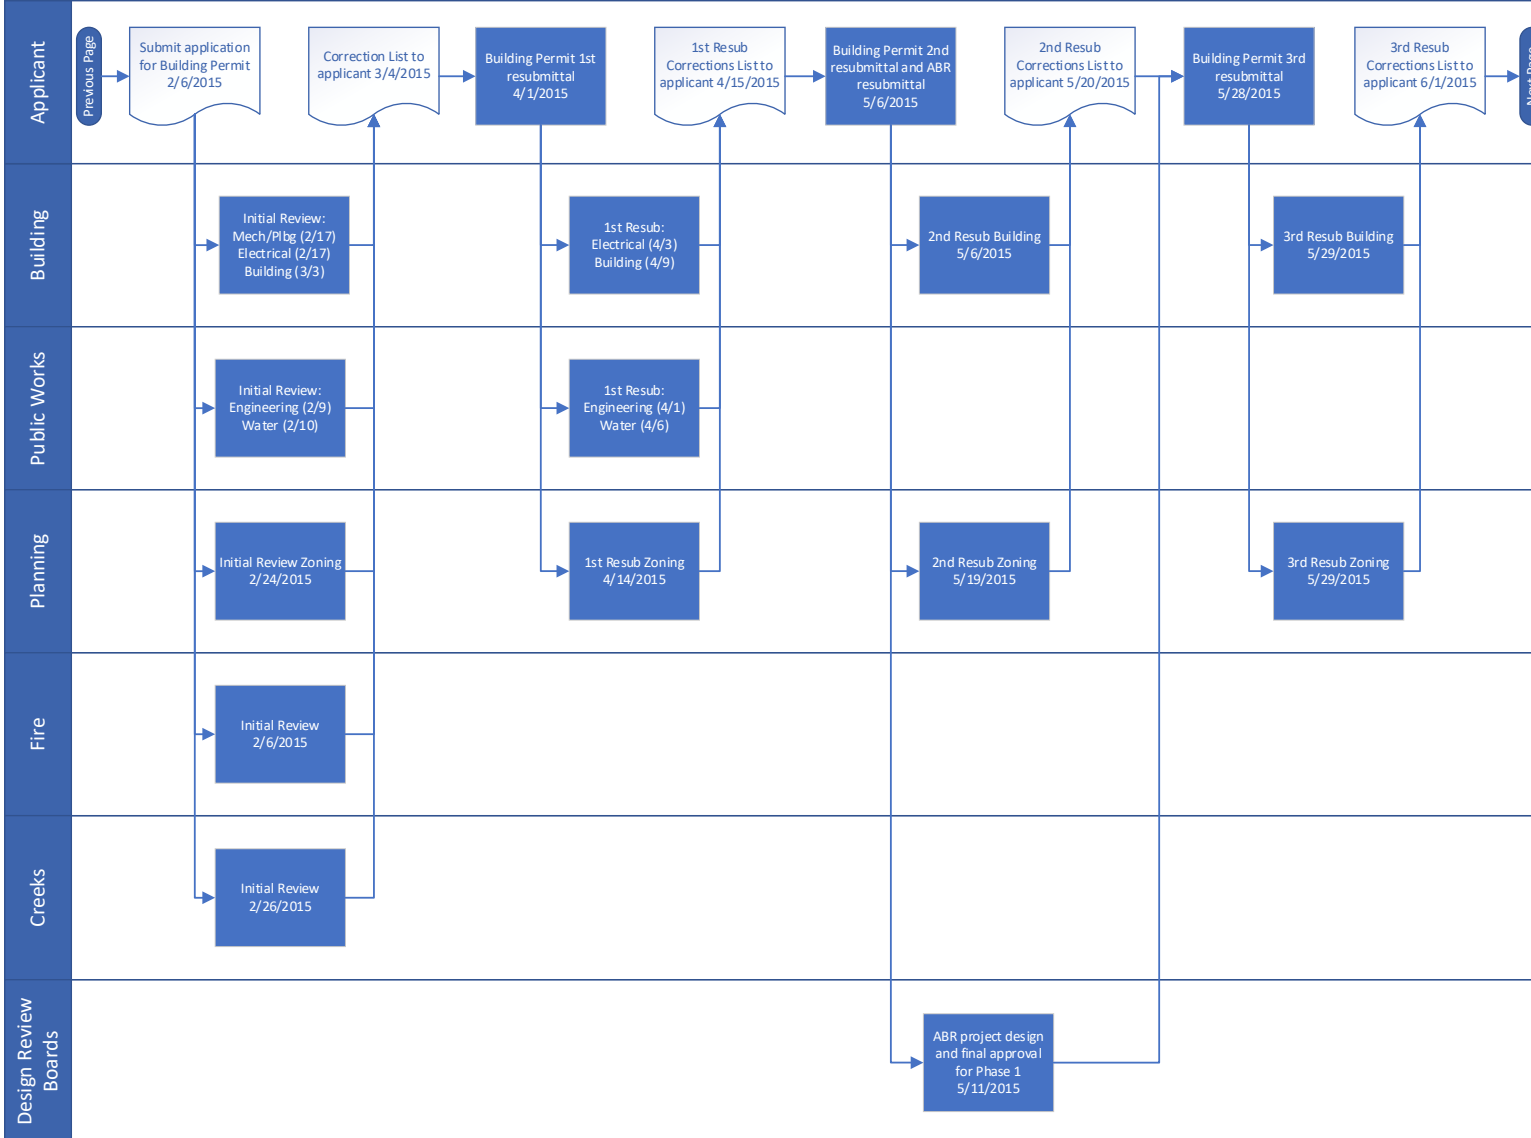 Applicant
Previous Page
Submit application
for Building Permit
2/6/2015
Correction List to
applicant 3/4/2015
Building Permit 1st
resubmittal
4/1/2015
1st Resub
Corrections List to
applicant 4/15/2015
Building Permit 2nd
resubmittal and ABR
resubmittal
5/6/2015
2nd Resub
Corrections List to
applicant 5/20/2015
Building Permit 3rd
resubmittal
5/28/2015
3rd Resub
Corrections List to
applicant 6/1/2015
Building
Initial Review:
Mech/Plbg (2/17)
Electrical (2/17)
Building (3/3)
1st Resub:
Electrical (4/3)
Building (4/9)
2nd Resub Building
5/6/2015
3rd Resub Building
5/29/2015
Public Works
Initial Review:
Engineering (2/9)
Water (2/10)
1st Resub:
Engineering (4/1)
Water (4/6)
Planning
Initial Review Zoning
2/24/2015
1st Resub Zoning
4/14/2015
2nd Resub Zoning
5/19/2015
3rd Resub Zoning
5/29/2015
Fire
Initial Review
2/6/2015
Creeks
Initial Review
2/26/2015
Design Review
Boards
ABR project design
and final approval
for Phase 1
5/11/2015